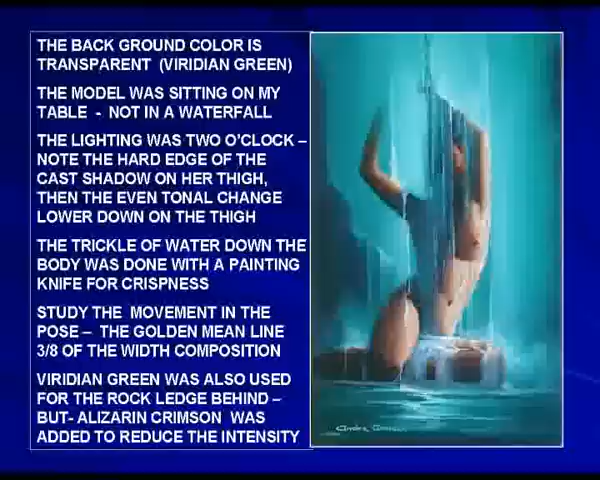 THE BACK GROUND COLOR IS
TRANSPARENT (VIRIDIAN GREEN)
THE MODEL WAS SITTING ON MY
TABLE - NOT IN A WATERFALL
THE LIGHTING WAS TWO O'CLOCK –
NOTE THE HARD EDGE OF THE
CAST SHADOW ON HER THIGH,
THEN THE EVEN TONAL CHANGE
LOWER DOWN ON THE THIGH
THE TRICKLE OF WATER DOWN THE
BODY WAS DONE WITH A PAINTING
KNIFE FOR CRISPNESS
STUDY THE MOVEMENT IN THE
POSE – THE GOLDEN MEAN LINE
3/8 OF THE WIDTH COMPOSITION
VIRIDIAN GREEN WAS ALSO USED
FOR THE ROCK LEDGE BEHIND –
BUT- ALIZARIN CRIMSON WAS
ADDED TO REDUCE THE INTENSITY